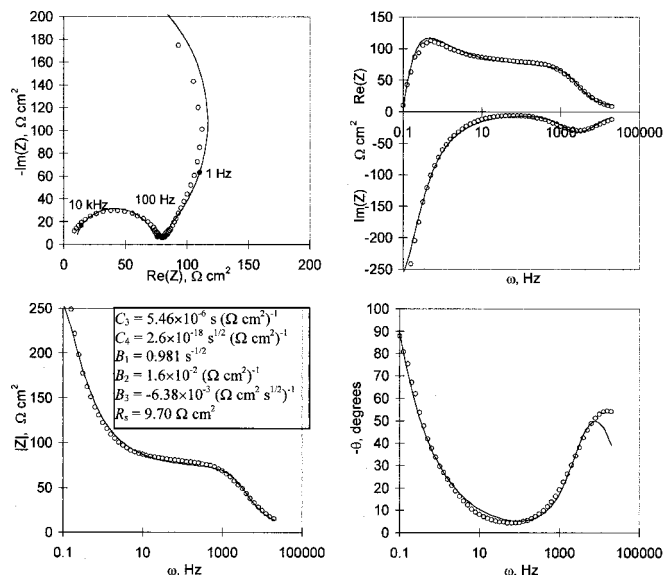 200
180
160
140
120
100
80
60
40
20
0
-Im(Z), Ω cm²
10 kHz
100 Hz
1 Hz
0 50 100 150 200
Re(Z), Ω cm²
200
150
100
50
0
-50
-100
-150
-200
-250
Re(Z)
Im(Z) Ω cm²
0.1 10 1000 100000
ω, Hz
250
200
150
100
50
0
|Z|, Ω cm²
C₃ = 5.46×10⁻⁶ s (Ω cm²)⁻¹
C₄ = 2.6×10⁻¹⁸ s^1/2 (Ω cm²)⁻¹
B₁ = 0.981 s^-1/2
B₂ = 1.6×10⁻² (Ω cm²)⁻¹
B₃ = -6.38×10⁻³ (Ω cm² s^1/2)⁻¹
Rₛ = 9.70 Ω cm²
0.1 10 1000 100000
ω, Hz
100
90
80
70
60
50
40
30
20
10
0
-θ, degrees
0.1 10 1000 100000
ω, Hz